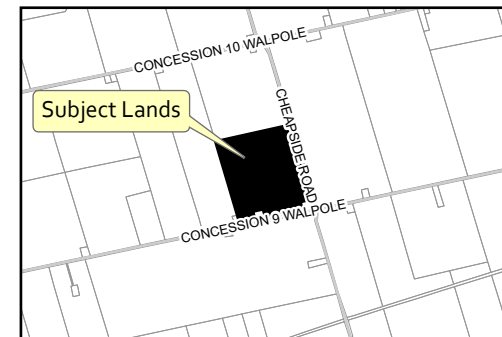 CONCESSION 10 WALPOLE
Subject Lands
CHEAPSIDE ROAD
CONCESSION 9 WALPOLE